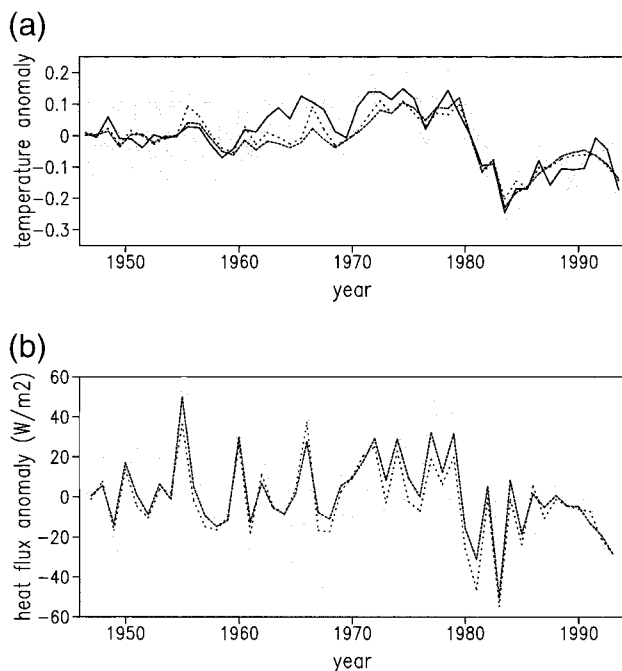 (a)
temperature anomaly
0.2
0.1
0
-0.1
-0.2
-0.3
1950 1960 1970 1980 1990
year
(b)
heat flux anomaly (W/m2)
60
40
20
0
-20
-40
-60
1950 1960 1970 1980 1990
year